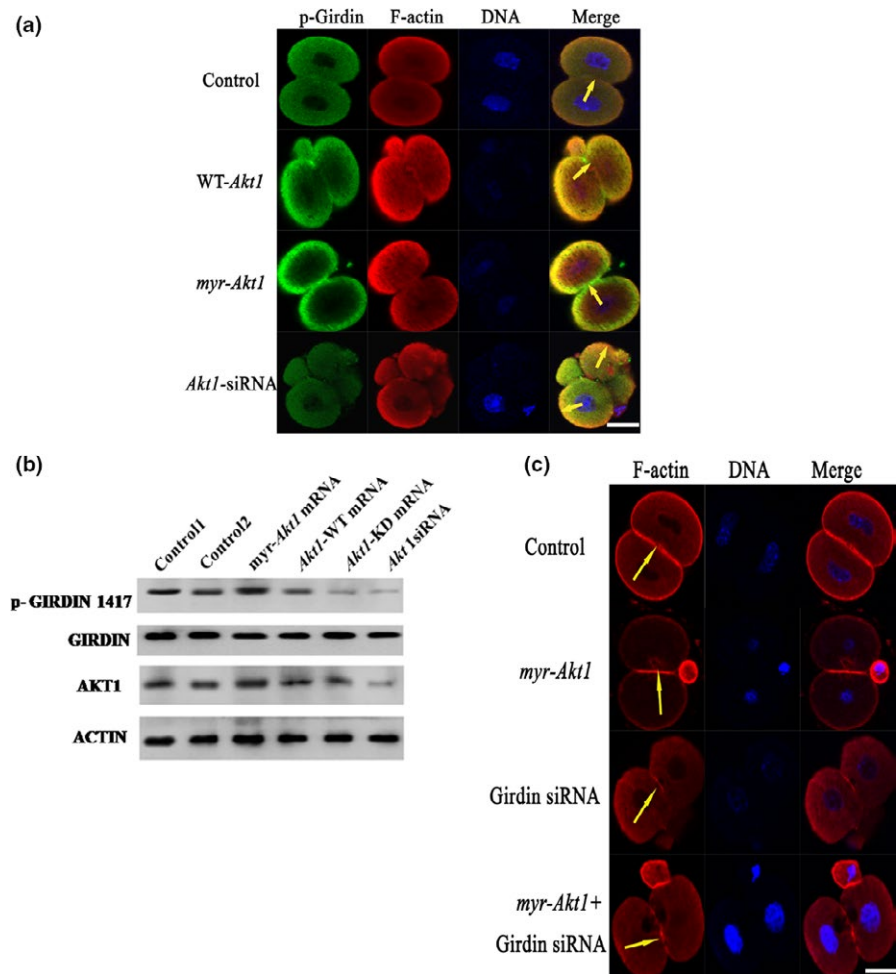 (a)
p-Girdin F-actin DNA Merge
Control
WT-Akt1
myr-Akt1
Akt1-siRNA
(b)
Control1 Control2 myr-Akt1 mRNA Akt1-WT mRNA Akt1-KD mRNA Akt1siRNA
p-GIRDIN 1417
GIRDIN
AKT1
ACTIN
(c)
F-actin DNA Merge
Control
myr-Akt1
Girdin siRNA
myr-Akt1+
Girdin siRNA